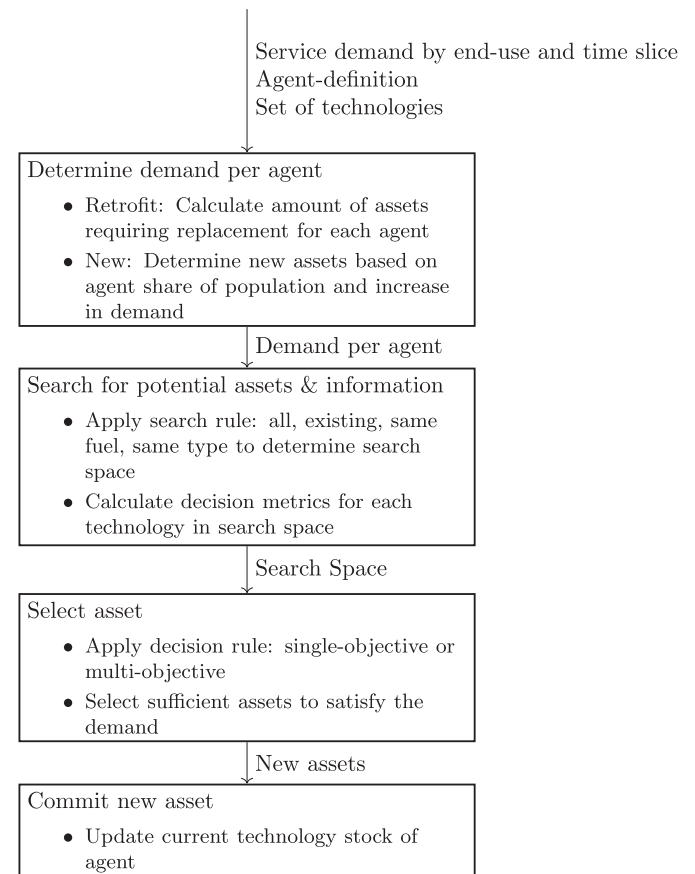 Service demand by end-use and time slice
Agent-definition
Set of technologies
Determine demand per agent
• Retrofit: Calculate amount of assets
requiring replacement for each agent
• New: Determine new assets based on
agent share of population and increase
in demand
Demand per agent
Search for potential assets & information
• Apply search rule: all, existing, same
fuel, same type to determine search
space
• Calculate decision metrics for each
technology in search space
Search Space
Select asset
• Apply decision rule: single-objective or
multi-objective
• Select sufficient assets to satisfy the
demand
New assets
Commit new asset
• Update current technology stock of
agent